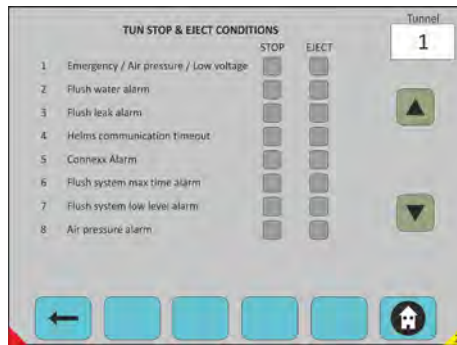 Tunnel
1
TUN STOP & EJECT CONDITIONS
STOP EJECT
1 Emergency / Air pressure / Low voltage
2 Flush water alarm
3 Flush leak alarm
4 Helms communication timeout
5 Connexx Alarm
6 Flush system max time alarm
7 Flush system low level alarm
8 Air pressure alarm